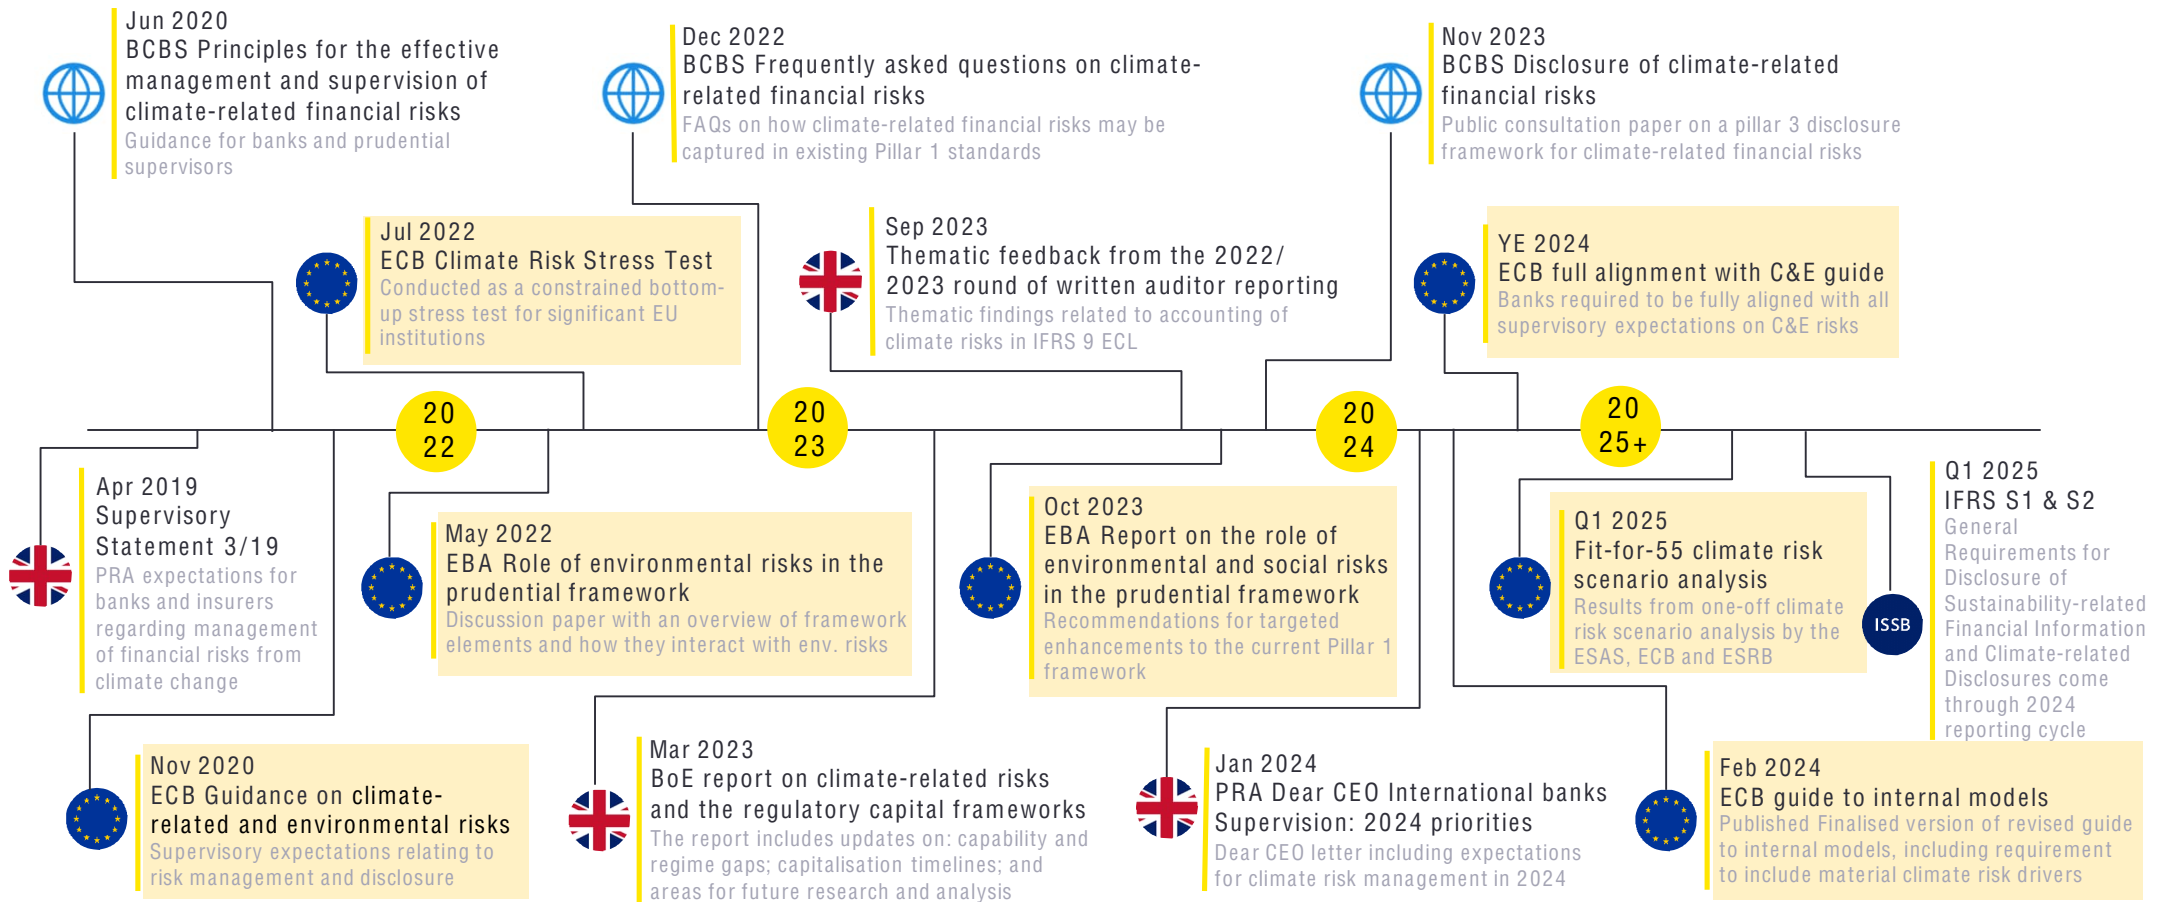 Jun 2020
BCBS Principles for the effective
management and supervision of
climate-related financial risks
Guidance for banks and prudential
supervisors
Dec 2022
BCBS Frequently asked questions on climate-
related financial risks
FAQs on how climate-related financial risks may be
captured in existing Pillar 1 standards
Nov 2023
BCBS Disclosure of climate-related
financial risks
Public consultation paper on a pillar 3 disclosure
framework for climate-related financial risks
Jul 2022
ECB Climate Risk Stress Test
Conducted as a constrained bottom-
up stress test for significant EU
institutions
Sep 2023
Thematic feedback from the 2022/
2023 round of written auditor reporting
Thematic findings related to accounting of
climate risks in IFRS 9 ECL
YE 2024
ECB full alignment with C&E guide
Banks required to be fully aligned with all
supervisory expectations on C&E risks
20
22
20
23
20
24
20
25+
Apr 2019
Supervisory
Statement 3/19
PRA expectations for
banks and insurers
regarding management
of financial risks from
climate change
May 2022
EBA Role of environmental risks in the
prudential framework
Discussion paper with an overview of framework
elements and how they interact with env. risks
Oct 2023
EBA Report on the role of
environmental and social risks
in the prudential framework
Recommendations for targeted
enhancements to the current Pillar 1
framework
Q1 2025
Fit-for-55 climate risk
scenario analysis
Results from one-off climate
risk scenario analysis by the
ESAS, ECB and ESRB
ISSB
Q1 2025
IFRS S1 & S2
General
Requirements for
Disclosure of
Sustainability-related
Financial Information
and Climate-related
Disclosures come
through 2024
reporting cycle
Nov 2020
ECB Guidance on climate-
related and environmental risks
Supervisory expectations relating to
risk management and disclosure
Mar 2023
BoE report on climate-related risks
and the regulatory capital frameworks
The report includes updates on: capability and
regime gaps; capitalisation timelines; and
areas for future research and analysis
Jan 2024
PRA Dear CEO International banks
Supervision: 2024 priorities
Dear CEO letter including expectations
for climate risk management in 2024
Feb 2024
ECB guide to internal models
Published Finalised version of revised guide
to internal models, including requirement
to include material climate risk drivers